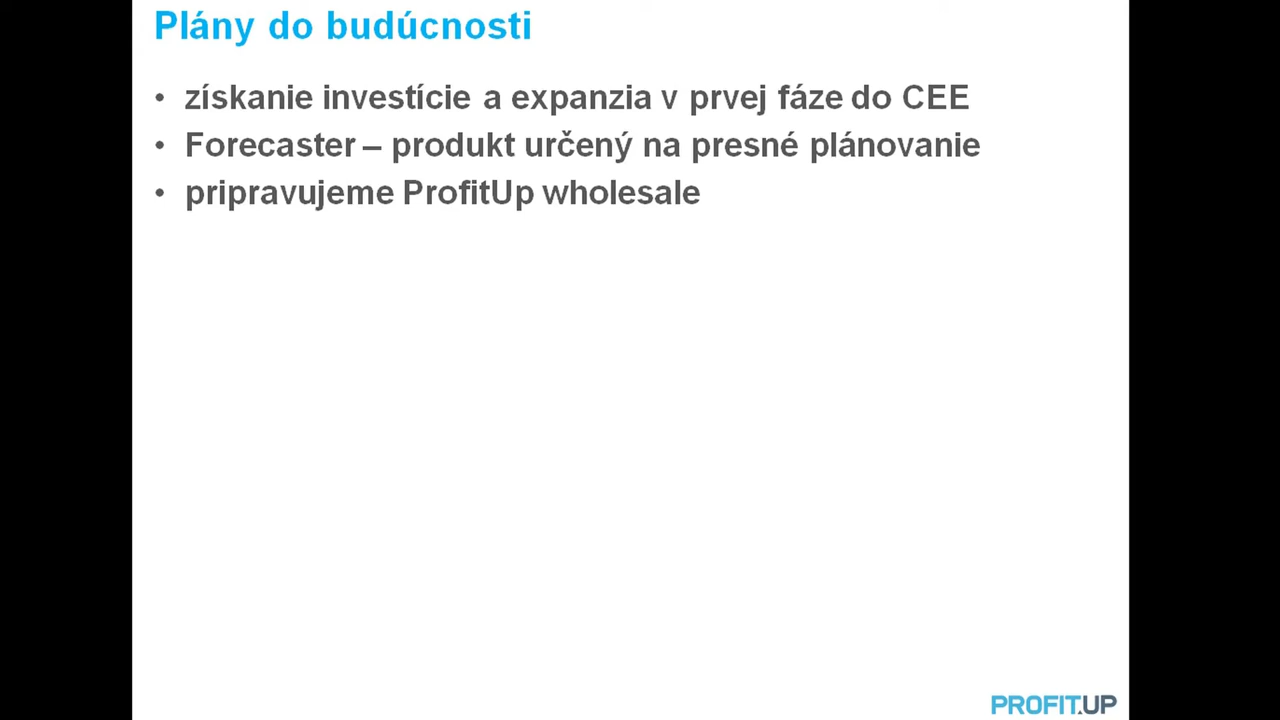 Plány do budúcnosti
• získanie investície a expanzia v prvej fáze do CEE
• Forecaster – produkt určený na presné plánovanie
• pripravujeme ProfitUp wholesale
PROFIT.UP